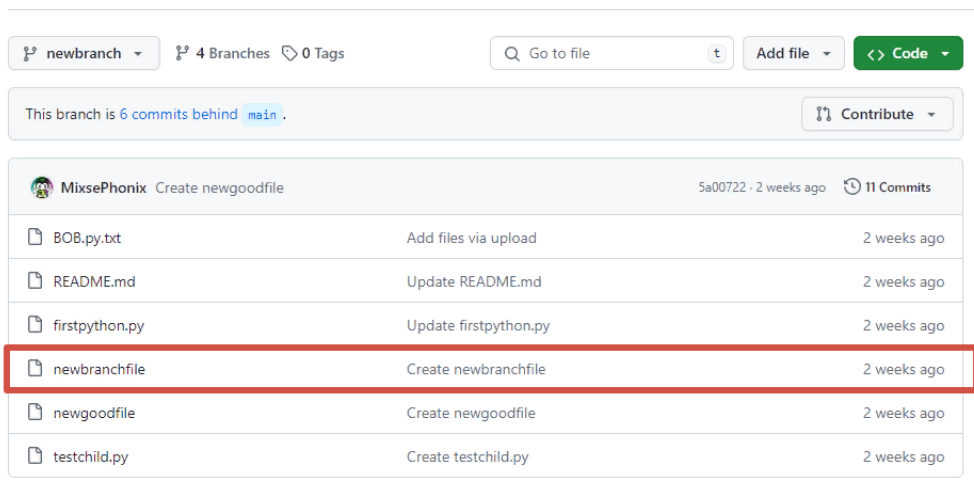 newbranch 4 Branches 0 Tags Go to file t Add file <> Code
This branch is 6 commits behind main .
Contribute
MixsePhonix Create newgoodfile 5a00722 · 2 weeks ago 11 Commits
BOB.py.txt Add files via upload 2 weeks ago
README.md Update README.md 2 weeks ago
firstpython.py Update firstpython.py 2 weeks ago
newbranchfile Create newbranchfile 2 weeks ago
newgoodfile Create newgoodfile 2 weeks ago
testchild.py Create testchild.py 2 weeks ago